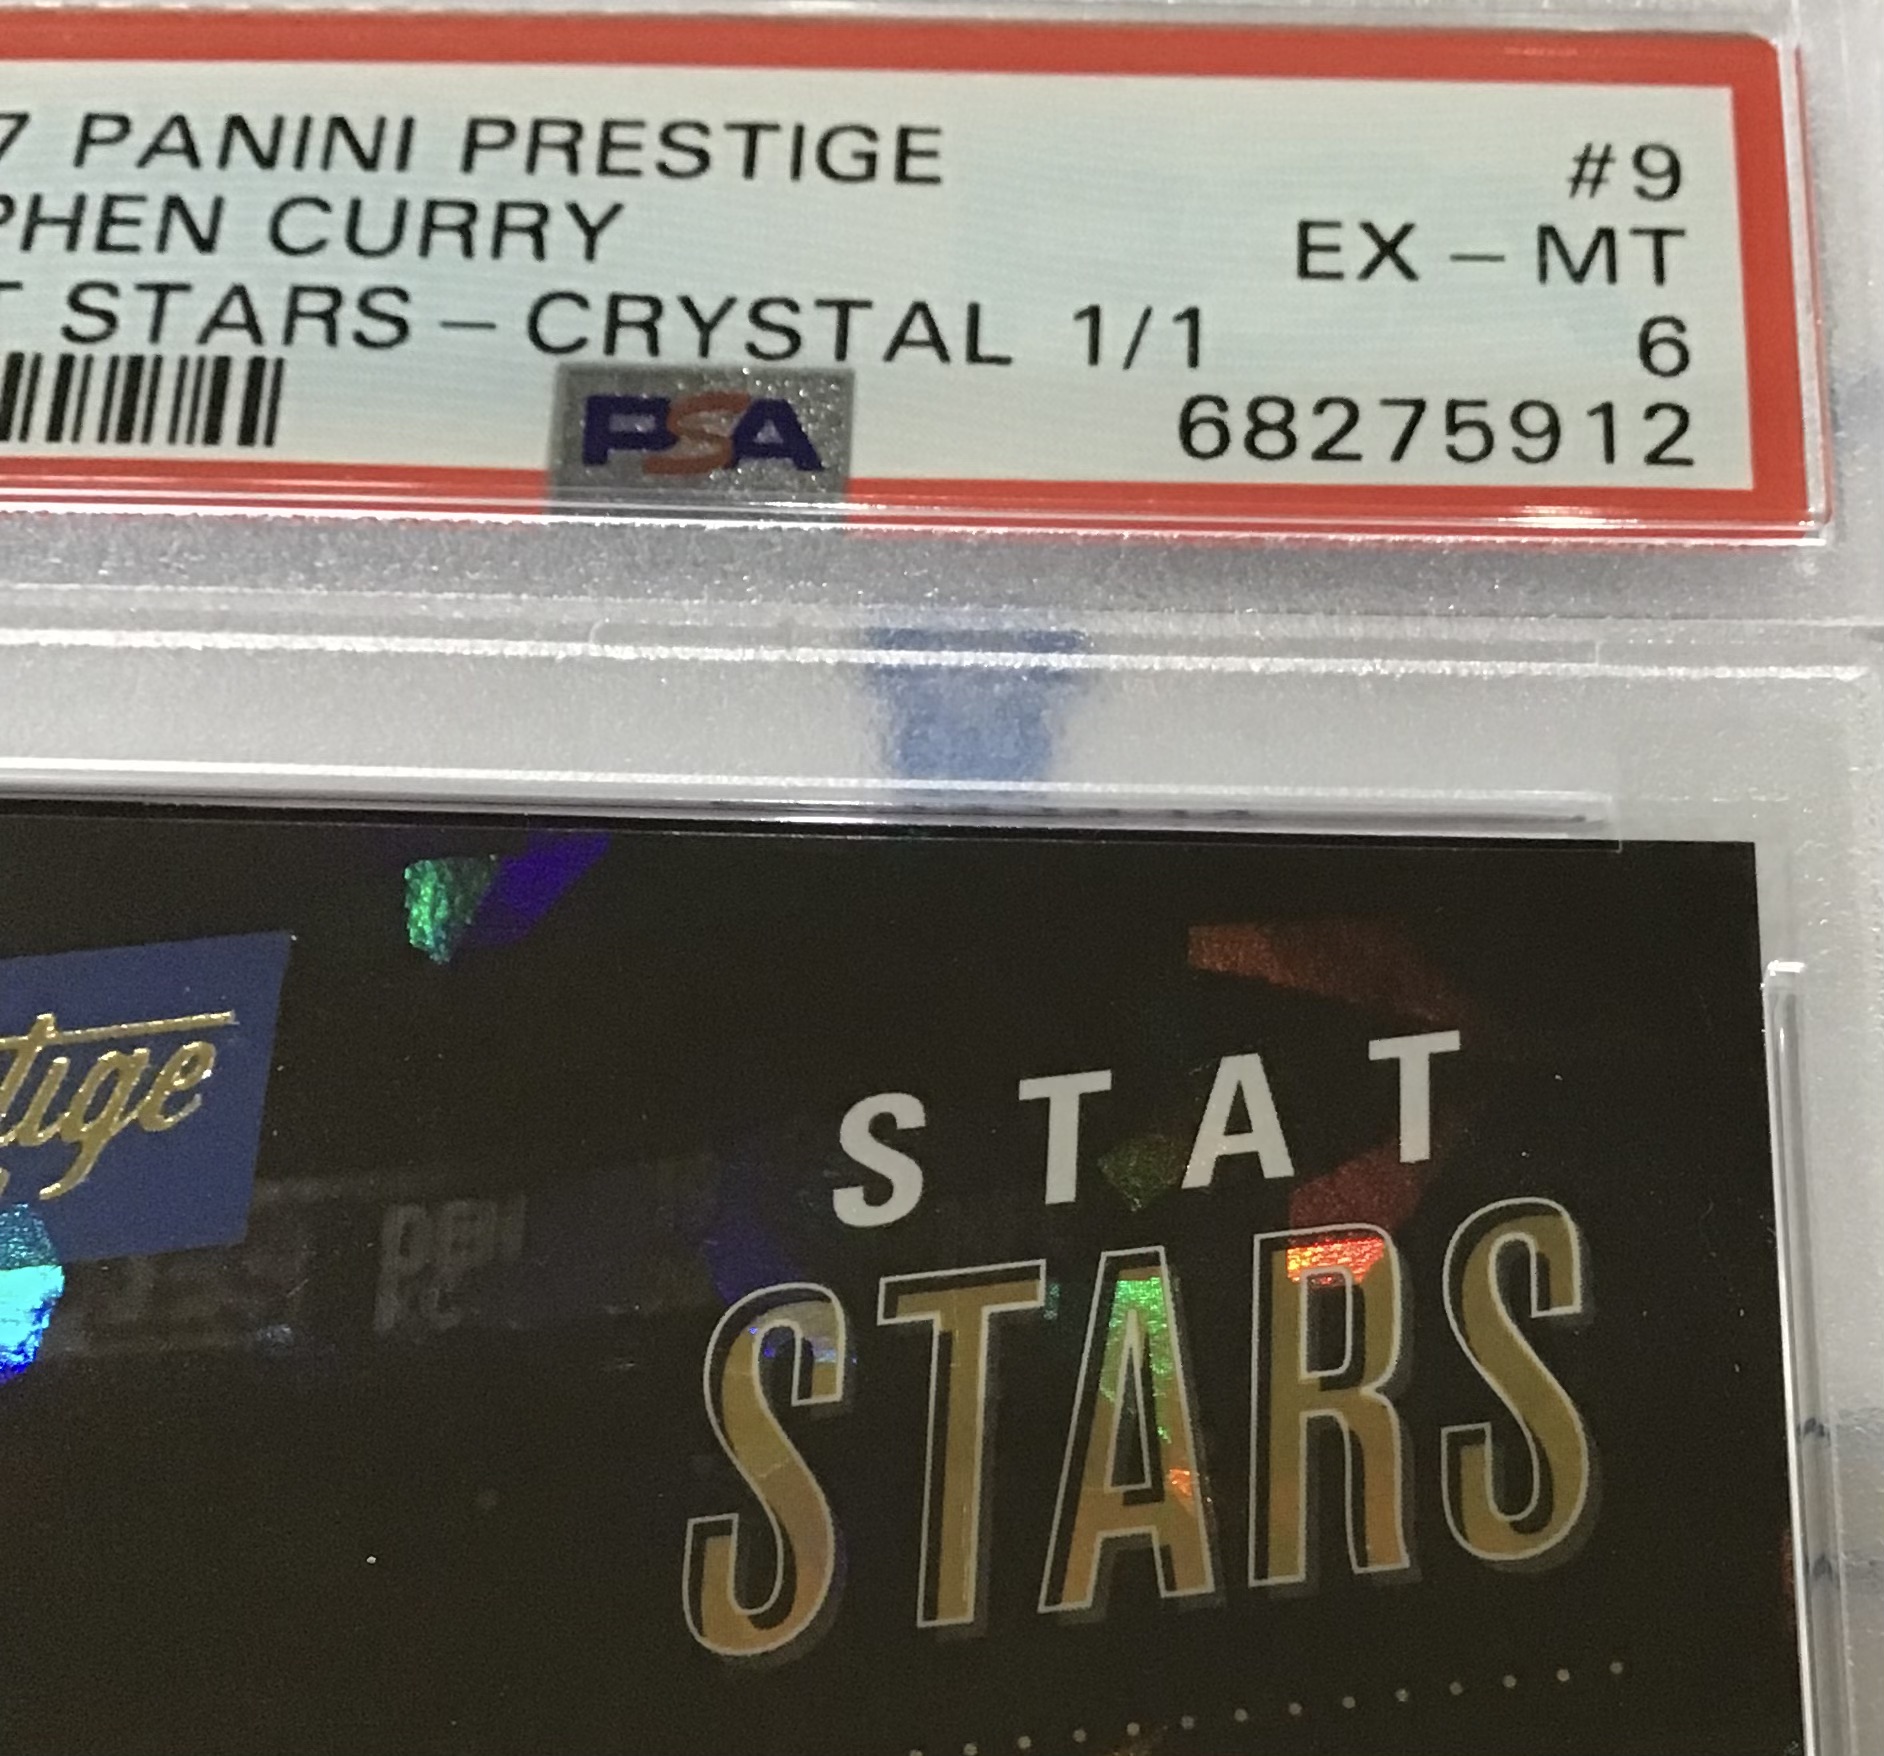 7 PANINI PRESTIGE #9
PHEN CURRY EX-MT
T STARS-CRYSTAL 1/1 6
PSA 68275912
tige
STAT
STARS